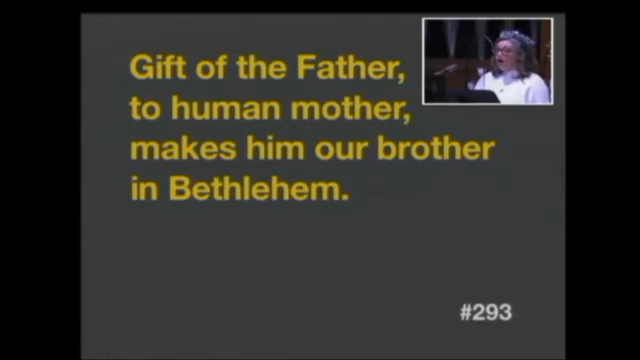 Gift of the Father,
to human mother,
makes him our brother
in Bethlehem.
#293